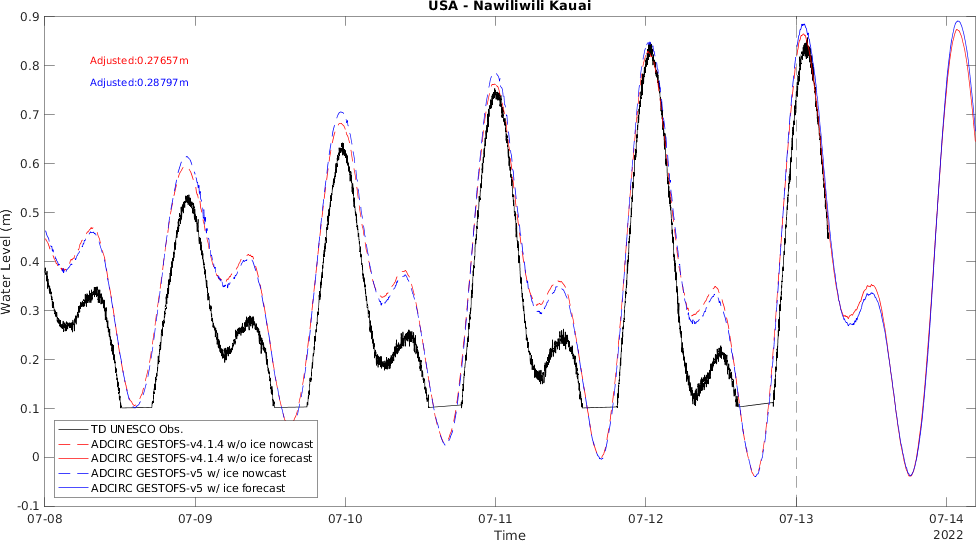 USA - Nawiliwili Kauai
Adjusted:0.27657m
Adjusted:0.28797m
Water Level (m)
0.9
0.8
0.7
0.6
0.5
0.4
0.3
0.2
0.1
0
-0.1
TD UNESCO Obs.
ADCIRC GESTOFS-v4.1.4 w/o ice nowcast
ADCIRC GESTOFS-v4.1.4 w/o ice forecast
ADCIRC GESTOFS-v5 w/ ice nowcast
ADCIRC GESTOFS-v5 w/ ice forecast
07-08 07-09 07-10 07-11 07-12 07-13 07-14
Time
2022